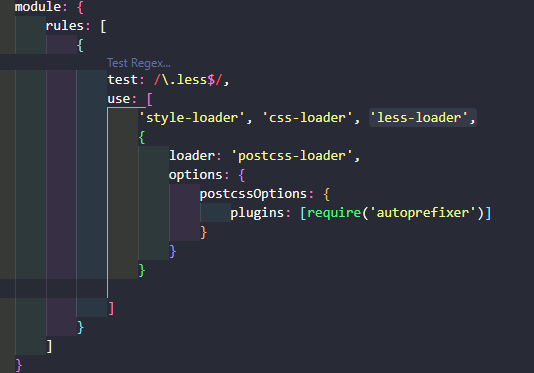 module: {
rules: [
{
Test Regex...
test: /\.less$/,
use: [
'style-loader', 'css-loader', 'less-loader',
{
loader: 'postcss-loader',
options: {
postcssOptions: {
plugins: [require('autoprefixer')]
}
}
}
]
}
]
}